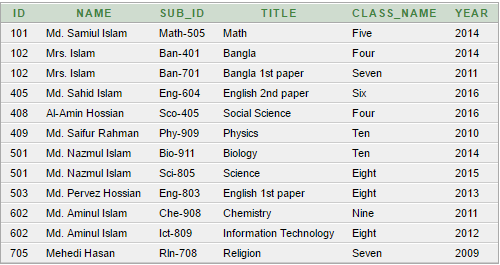 ID NAME SUB_ID TITLE CLASS_NAME YEAR
101 Md. Samiul Islam Math-505 Math Five 2014
102 Mrs. Islam Ban-401 Bangla Four 2014
102 Mrs. Islam Ban-701 Bangla 1st paper Seven 2011
405 Md. Sahid Islam Eng-604 English 2nd paper Six 2016
408 Al-Amin Hossian Sco-405 Social Science Four 2016
409 Md. Saifur Rahman Phy-909 Physics Ten 2010
501 Md. Nazmul Islam Bio-911 Biology Ten 2014
501 Md. Nazmul Islam Sci-805 Science Eight 2015
503 Md. Pervez Hossian Eng-803 English 1st paper Eight 2013
602 Md. Aminul Islam Che-908 Chemistry Nine 2011
602 Md. Aminul Islam Ict-809 Information Technology Eight 2012
705 Mehedi Hasan Rln-708 Religion Seven 2009